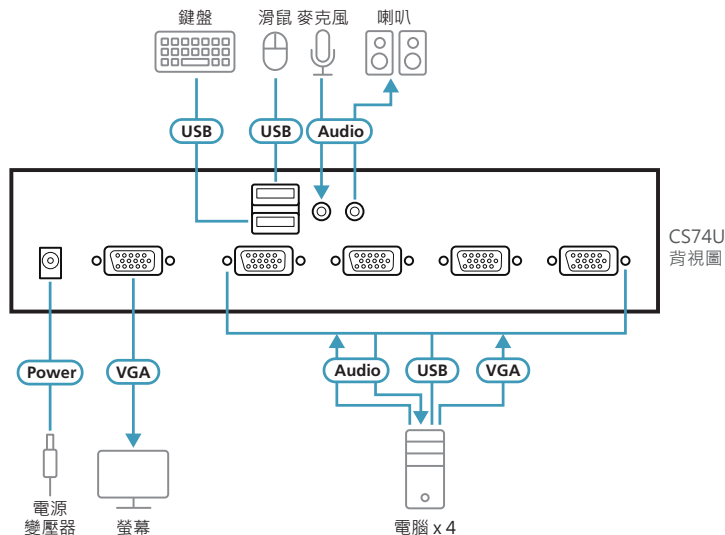 鍵盤
滑鼠
麥克風
喇叭
USB
USB
Audio
CS74U
背視圖
Power
VGA
Audio
USB
VGA
電源
變壓器
螢幕
電腦 x 4